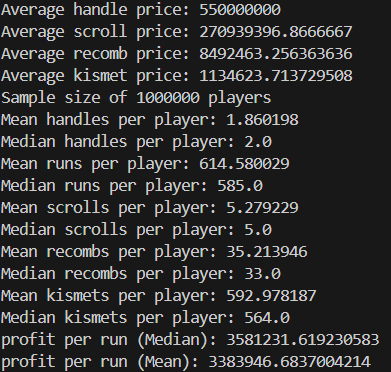 Average handle price: 550000000
Average scroll price: 270939396.8666667
Average recomb price: 8492463.256363636
Average kismet price: 1134623.713729508
Sample size of 1000000 players
Mean handles per player: 1.860198
Median handles per player: 2.0
Mean runs per player: 614.580029
Median runs per player: 585.0
Mean scrolls per player: 5.279229
Median scrolls per player: 5.0
Mean recombs per player: 35.213946
Median recombs per player: 33.0
Mean kismets per player: 592.978187
Median kismets per player: 564.0
profit per run (Median): 3581231.619230583
profit per run (Mean): 3383946.6837004214